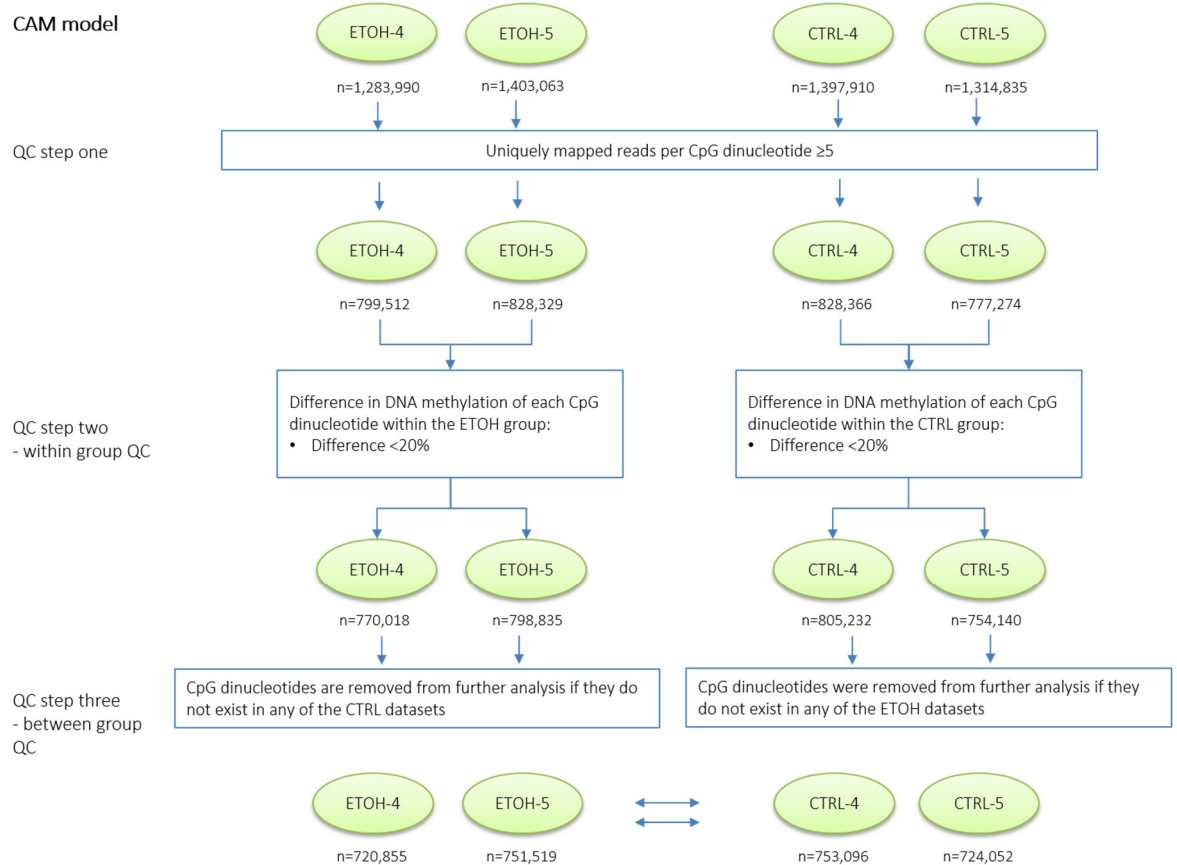 CAM model
ETOH-4
ETOH-5
CTRL-4
CTRL-5
n=1,283,990
n=1,403,063
n=1,397,910
n=1,314,835
QC step one
Uniquely mapped reads per CpG dinucleotide ≥5
ETOH-4
ETOH-5
CTRL-4
CTRL-5
n=799,512
n=828,329
n=828,366
n=777,274
QC step two
- within group QC
Difference in DNA methylation of each CpG
dinucleotide within the ETOH group:
• Difference <20%
Difference in DNA methylation of each CpG
dinucleotide within the CTRL group:
• Difference <20%
ETOH-4
ETOH-5
CTRL-4
CTRL-5
n=770,018
n=798,835
n=805,232
n=754,140
QC step three
- between group
QC
CpG dinucleotides are removed from further analysis if they do
not exist in any of the CTRL datasets
CpG dinucleotides were removed from further analysis if they
do not exist in any of the ETOH datasets
ETOH-4
ETOH-5
CTRL-4
CTRL-5
n=720,855
n=751,519
n=753,096
n=724,052